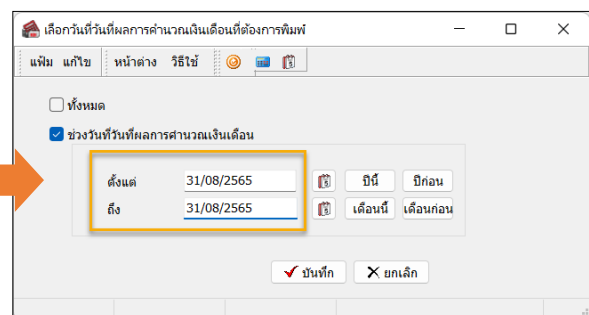 เลือกวันที่วันที่ผลการคำนวณเงินเดือนที่ต้องการพิมพ์
แฟ้ม แก้ไข หน้าต่าง วิธีใช้
ทั้งหมด
ช่วงวันที่วันที่ผลการคำนวณเงินเดือน
ตั้งแต่ 31/08/2565 ปีนี้ ปีก่อน
ถึง 31/08/2565 เดือนนี้ เดือนก่อน
บันทึก ยกเลิก